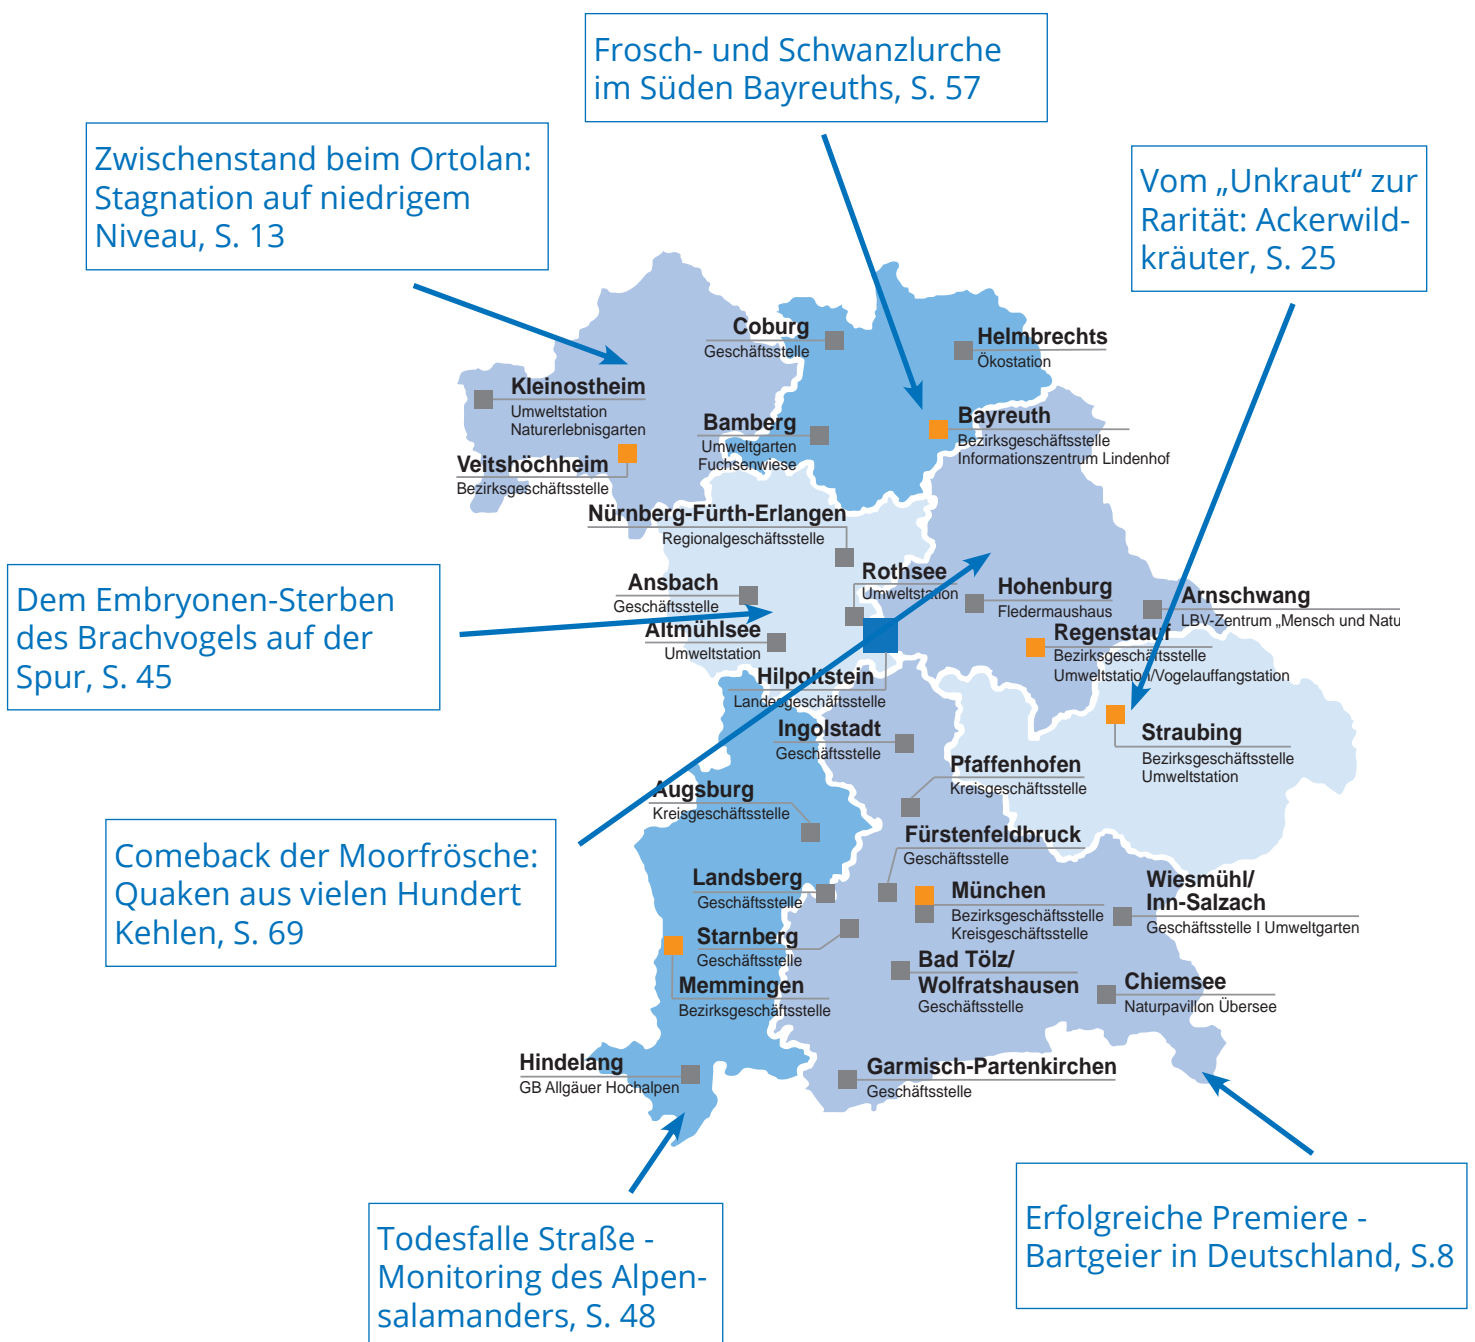 Frosch- und Schwanzlurche
im Süden Bayreuths, S. 57
Zwischenstand beim Ortolan:
Stagnation auf niedrigem
Niveau, S. 13
Vom „Unkraut“ zur
Rarität: Ackerwild-
kräuter, S. 25
Coburg
Geschäftsstelle
Helmbrechts
Ökostation
Kleinostheim
Umweltstation
Naturerlebnisgarten
Bamberg
Umweltgarten
Fuchsenwiese
Bayreuth
Bezirksgeschäftsstelle
Informationszentrum Lindenhof
Veitshöchheim
Bezirksgeschäftsstelle
Nürnberg-Fürth-Erlangen
Regionalgeschäftsstelle
Dem Embryonen-Sterben
des Brachvogels auf der
Spur, S. 45
Ansbach
Geschäftsstelle
Rothsee
Umweltstation
Hohenburg
Fledermaushaus
Arnschwang
LBV-Zentrum „Mensch und Natu
Altmühlsee
Umweltstation
Regenstauf
Bezirksgeschäftsstelle
Umweltstation/Vogelauffangstation
Hilpoltstein
Landesgeschäftsstelle
Ingolstadt
Geschäftsstelle
Straubing
Bezirksgeschäftsstelle
Umweltstation
Pfaffenhofen
Kreisgeschäftsstelle
Augsburg
Kreisgeschäftsstelle
Fürstenfeldbruck
Geschäftsstelle
Comeback der Moorfrösche:
Quaken aus vielen Hundert
Kehlen, S. 69
Landsberg
Geschäftsstelle
München
Bezirksgeschäftsstelle
Kreisgeschäftsstelle
Wiesmühl/
Inn-Salzach
Geschäftsstelle I Umweltgarten
Starnberg
Geschäftsstelle
Memmingen
Bezirksgeschäftsstelle
Bad Tölz/
Wolfratshausen
Geschäftsstelle
Chiemsee
Naturpavillon Übersee
Hindelang
GB Allgäuer Hochalpen
Garmisch-Partenkirchen
Geschäftsstelle
Todesfalle Straße -
Monitoring des Alpen-
salamanders, S. 48
Erfolgreiche Premiere -
Bartgeier in Deutschland, S.8